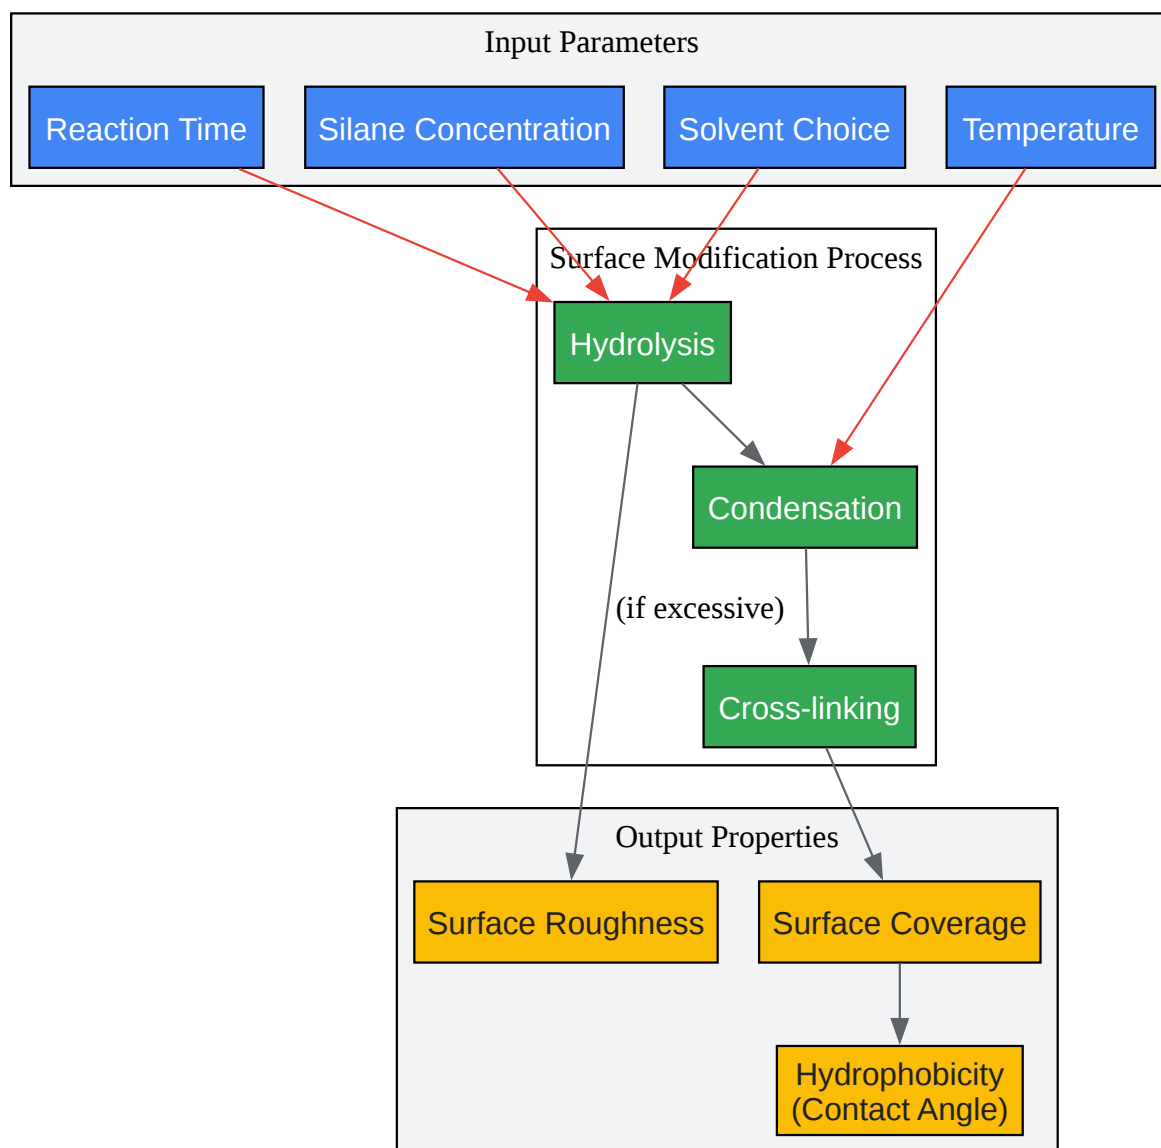 Input Parameters
Reaction Time
Silane Concentration
Solvent Choice
Temperature
Surface Modification Process
Hydrolysis
Condensation
(if excessive)
Cross-linking
Output Properties
Surface Roughness
Surface Coverage
Hydrophobicity
(Contact Angle)